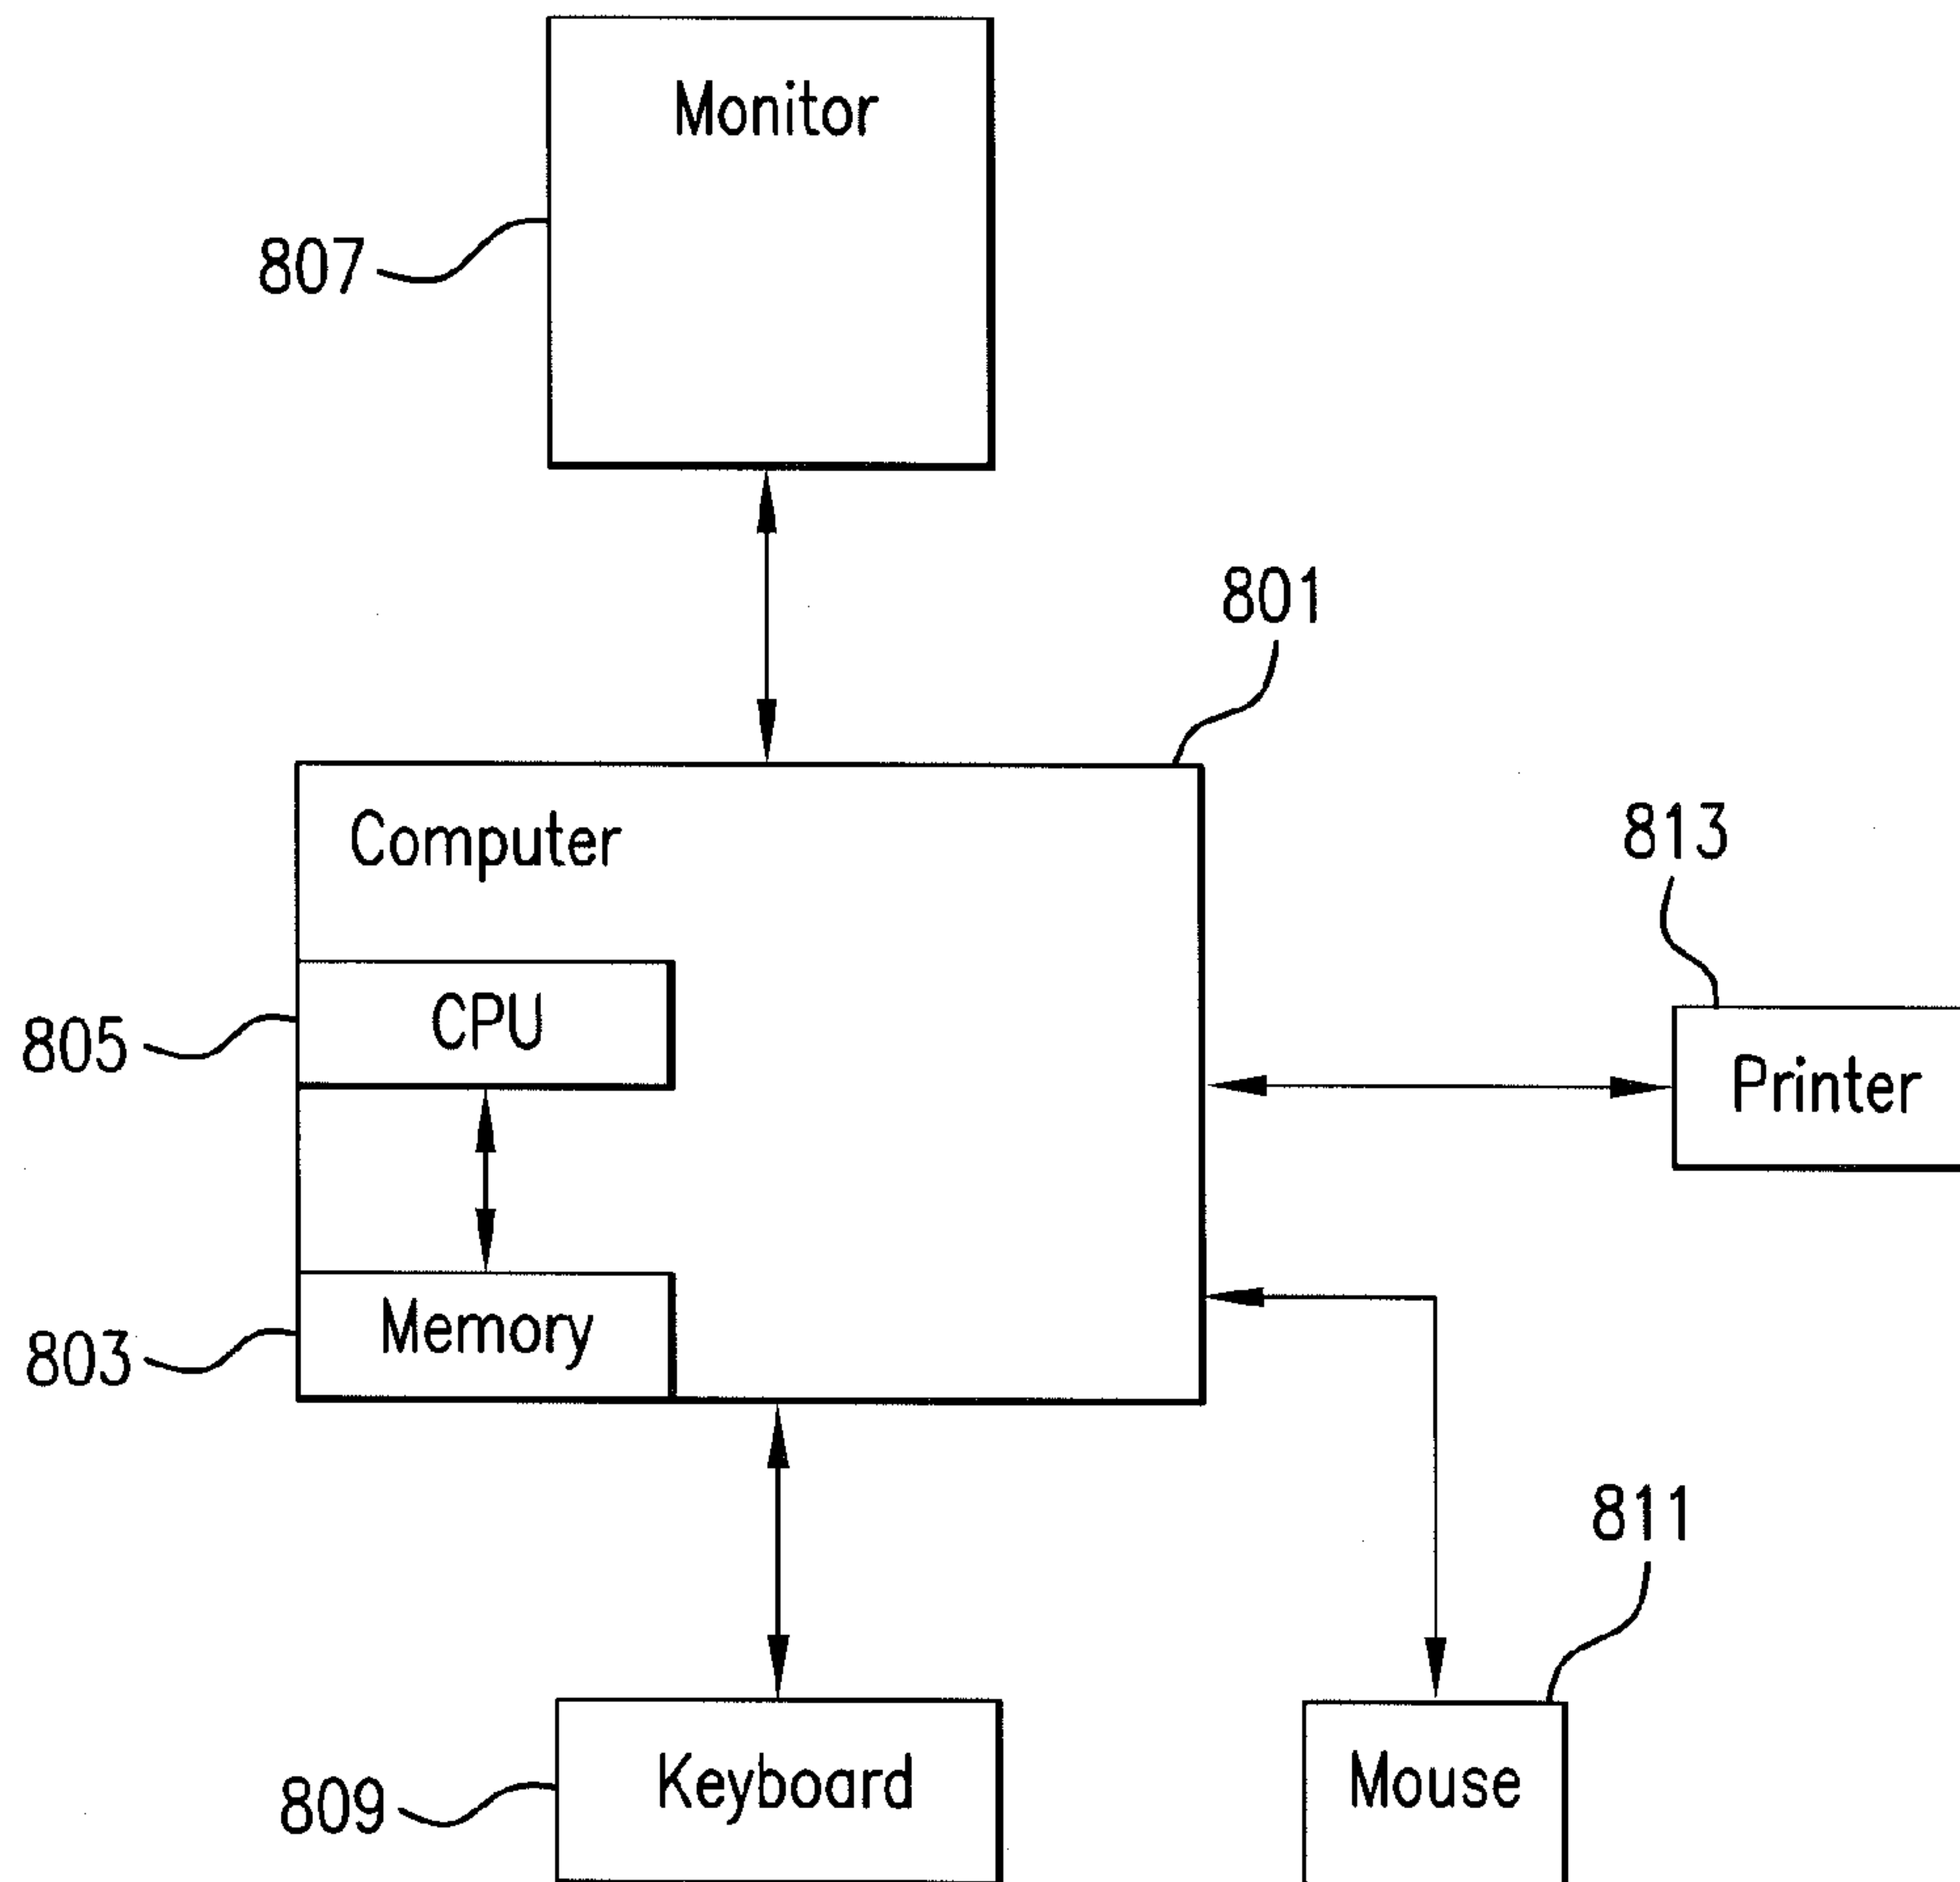 Monitor
807
801
Computer
813
CPU
805
Printer
Memory
803
811
Keyboard
Mouse
809